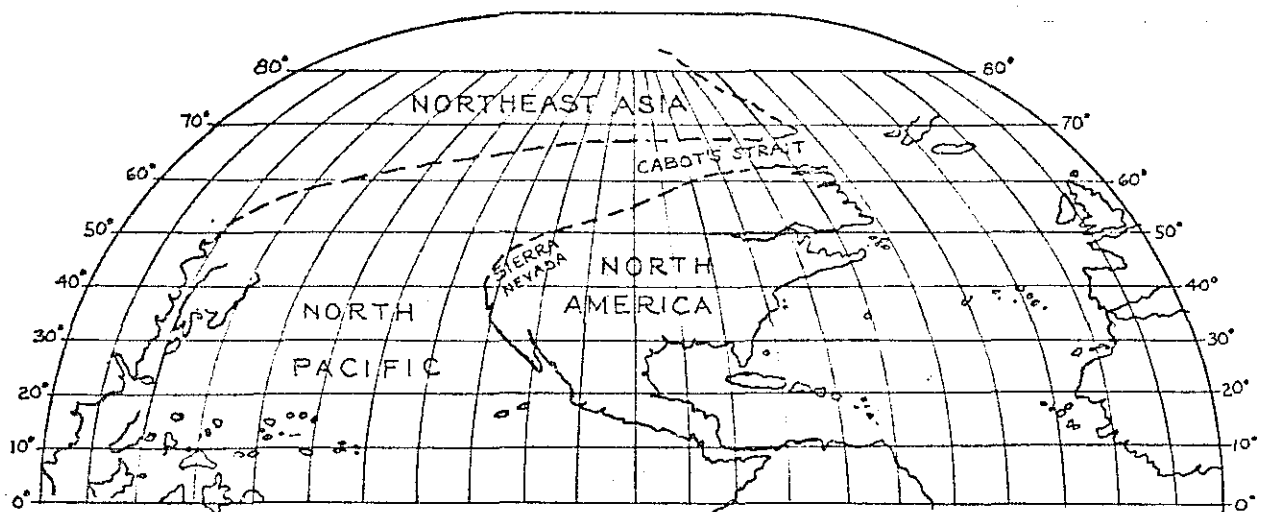 80°
80°
NORTHEAST ASIA
70°
70°
CABOT'S STRAIT
60°
60°
50°
50°
SIERRA
NEVADA
NORTH
AMERICA
40°
40°
NORTH
PACIFIC
30°
30°
20°
20°
10°
10°
0°
0°